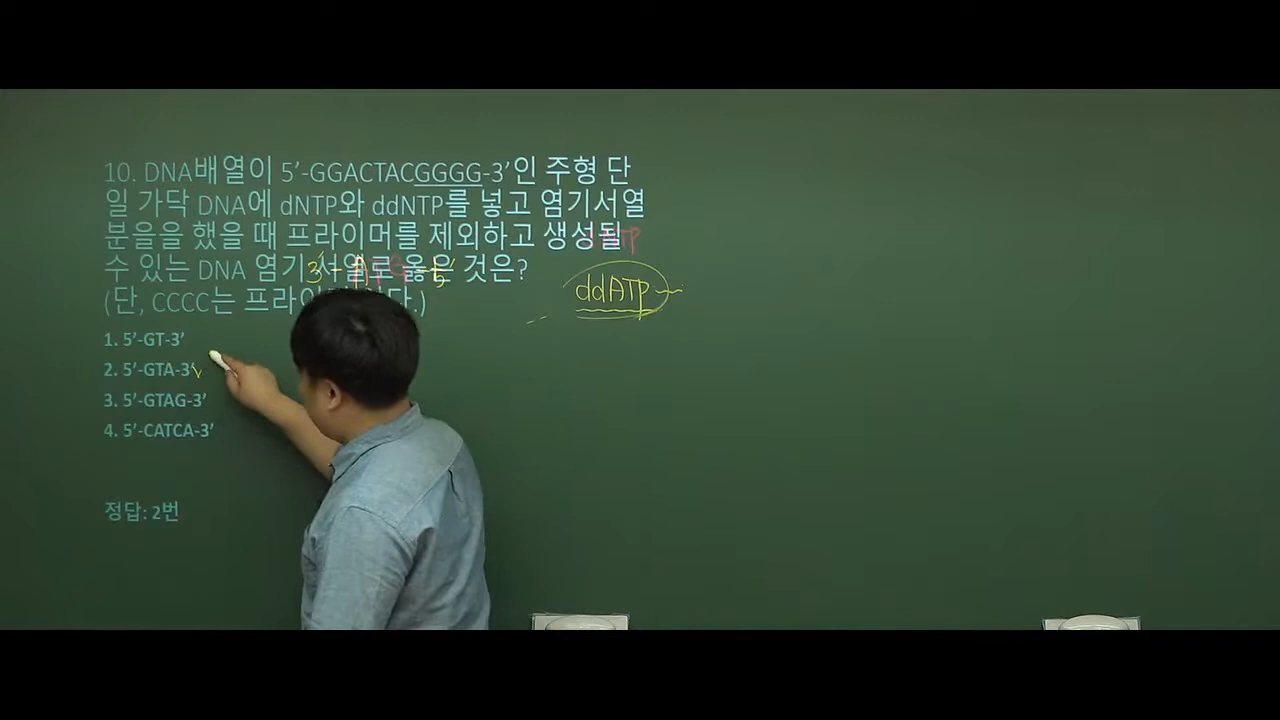 10. DNA배열이 5’-GGACTACGGGG-3’인 주형 단
일 가닥 DNA에 dNTP와 ddNTP를 넣고 염기서열
분을을 했을 때 프라이머를 제외하고 생성될
수 있는 DNA 염기 서열로 옳은 것은?
(단, CCCC는 프라이 다.)
3'- A -5'
ddATP
1. 5’-GT-3’
2. 5’-GTA-3’
3. 5’-GTAG-3’
4. 5’-CATCA-3’
정답: 2번